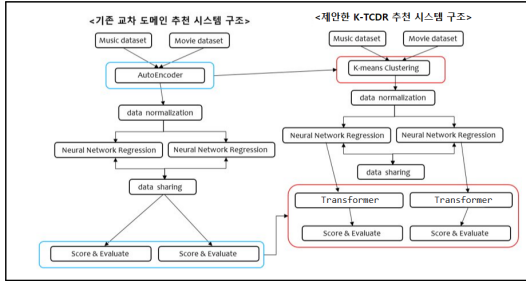 <기존 교차 도메인 추천 시스템 구조>
Music dataset
Movie dataset
AutoEncoder
data normalization
Neural Network Regression
Neural Network Regression
data sharing
Score & Evaluate
Score & Evaluate
<제안한 K-TCDR 추천 시스템 구조>
Music dataset
Movie dataset
K-means Clustering
data normalization
Neural Network Regression
Neural Network Regression
data sharing
Transformer
Transformer
Score & Evaluate
Score & Evaluate